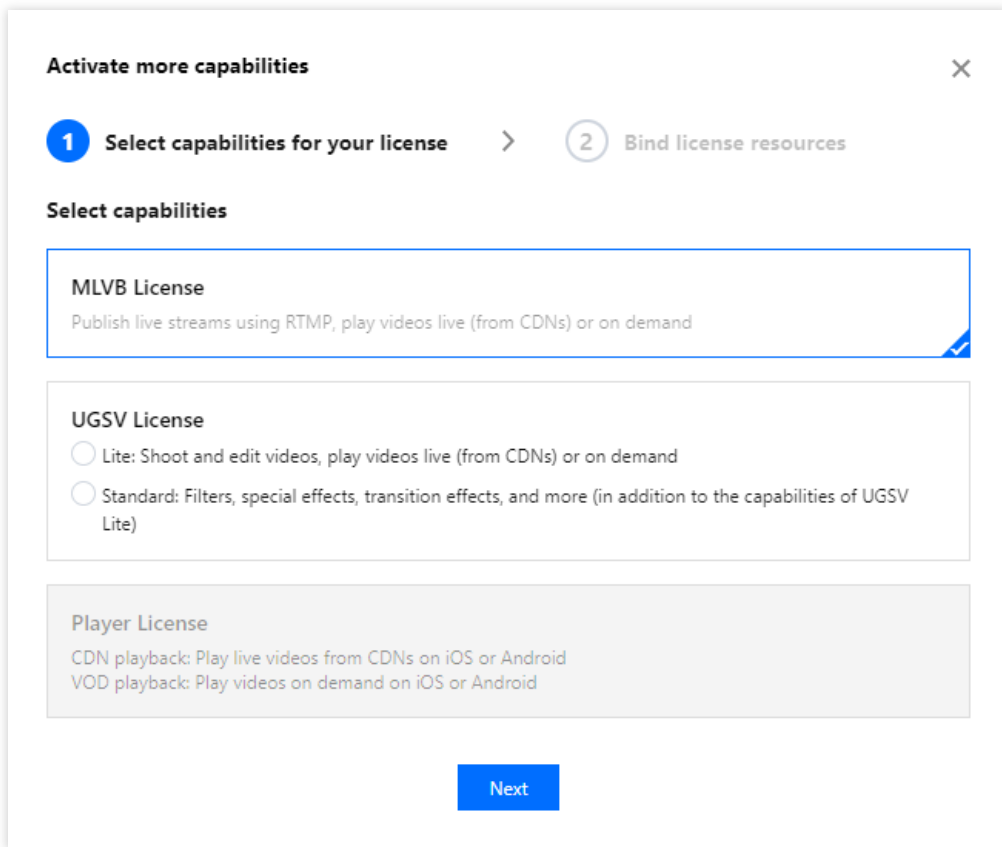 Activate more capabilities
1 Select capabilities for your license > 2 Bind license resources
Select capabilities
MLVB License
Publish live streams using RTMP, play videos live (from CDNs) or on demand
UGSV License
Lite: Shoot and edit videos, play videos live (from CDNs) or on demand
Standard: Filters, special effects, transition effects, and more (in addition to the capabilities of UGSV
Lite)
Player License
CDN playback: Play live videos from CDNs on iOS or Android
VOD playback: Play videos on demand on iOS or Android
Next